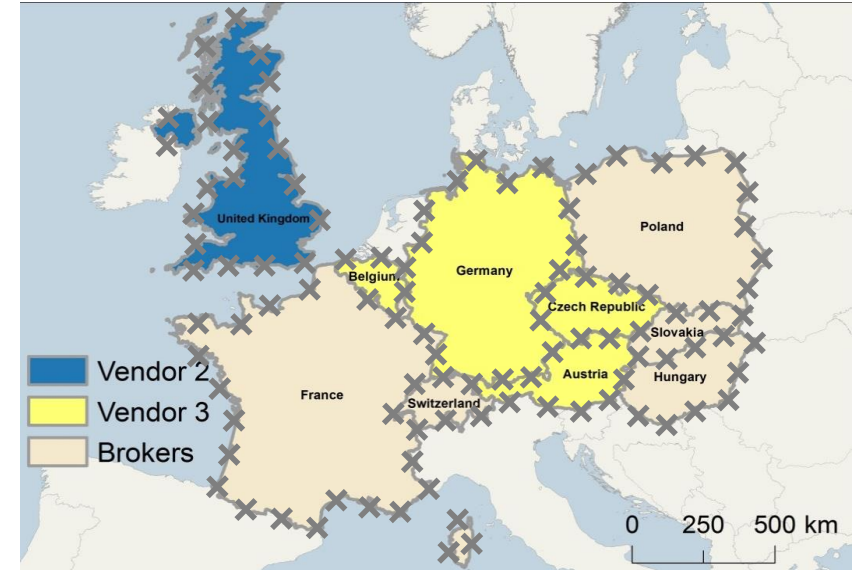 United Kingdom
Poland
Belgium
Germany
Czech Republic
Slovakia
Vendor 2
Austria
Hungary
France
Switzerland
Vendor 3
Brokers
0 250 500 km